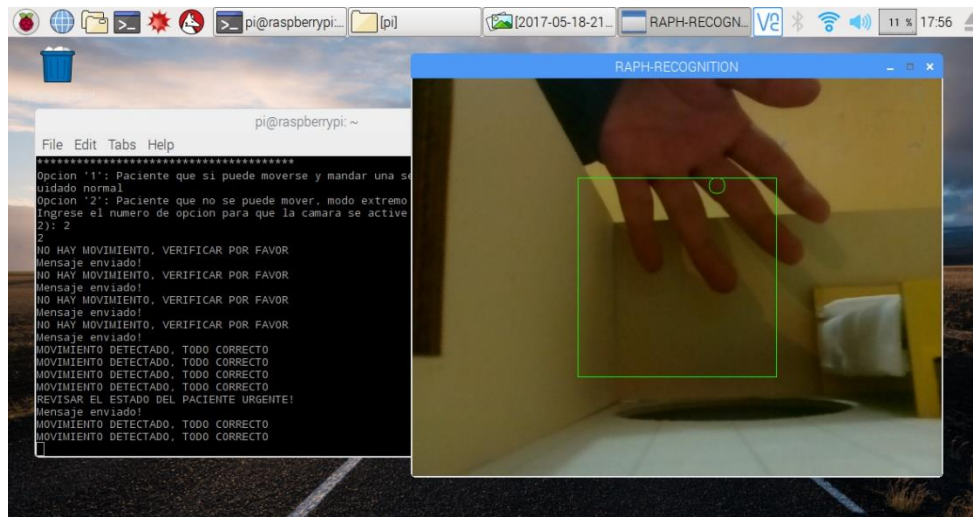 pi@raspberrypi:...
[pi]
[2017-05-18-21...
RAPH-RECOGN...
V2
11 %
17:56
RAPH-RECOGNITION
pi@raspberrypi: ~
File Edit Tabs Help
***************************************
Opcion '1': Paciente que si puede moverse y mandar una se
uidado normal
Opcion '2': Paciente que no se puede mover, modo extremo
Ingrese el numero de opcion para que la camara se active
2): 2
2
NO HAY MOVIMIENTO, VERIFICAR POR FAVOR
Mensaje enviado!
NO HAY MOVIMIENTO, VERIFICAR POR FAVOR
Mensaje enviado!
NO HAY MOVIMIENTO, VERIFICAR POR FAVOR
Mensaje enviado!
NO HAY MOVIMIENTO, VERIFICAR POR FAVOR
Mensaje enviado!
MOVIMIENTO DETECTADO, TODO CORRECTO
MOVIMIENTO DETECTADO, TODO CORRECTO
MOVIMIENTO DETECTADO, TODO CORRECTO
MOVIMIENTO DETECTADO, TODO CORRECTO
REVISAR EL ESTADO DEL PACIENTE URGENTE!
Mensaje enviado!
MOVIMIENTO DETECTADO, TODO CORRECTO
MOVIMIENTO DETECTADO, TODO CORRECTO